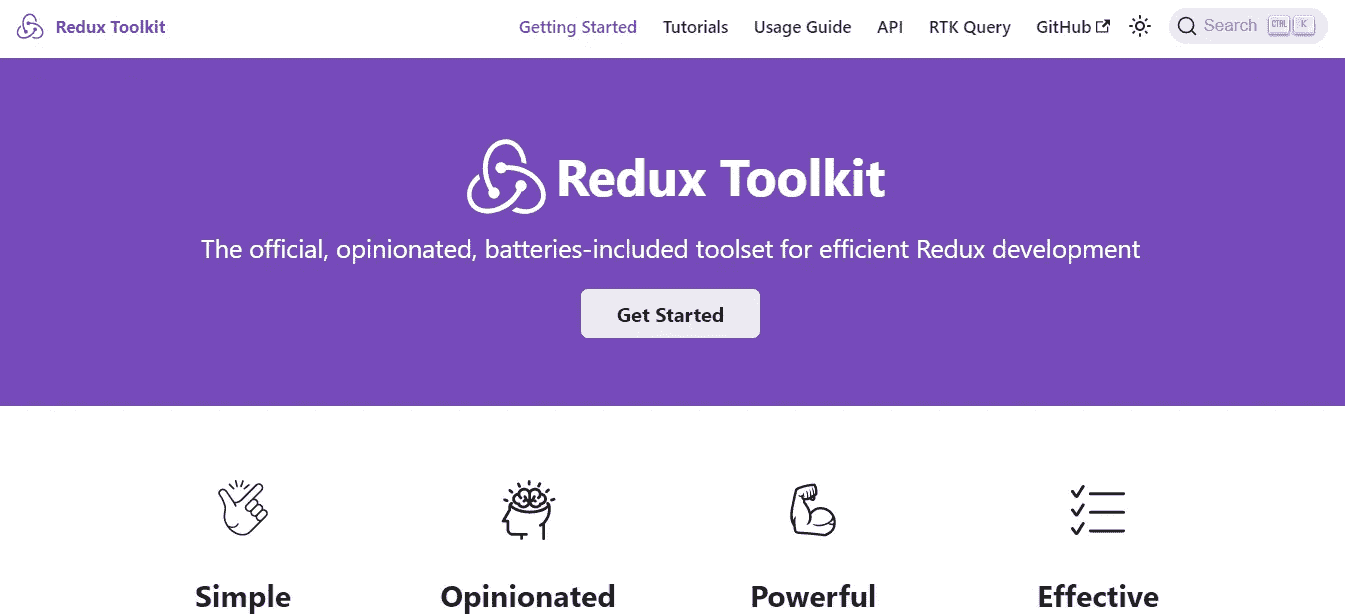 Redux Toolkit Getting Started Tutorials Usage Guide API RTK Query GitHub Search CTRL K
Redux Toolkit
The official, opinionated, batteries-included toolset for efficient Redux development
Get Started
Simple Opinionated Powerful Effective